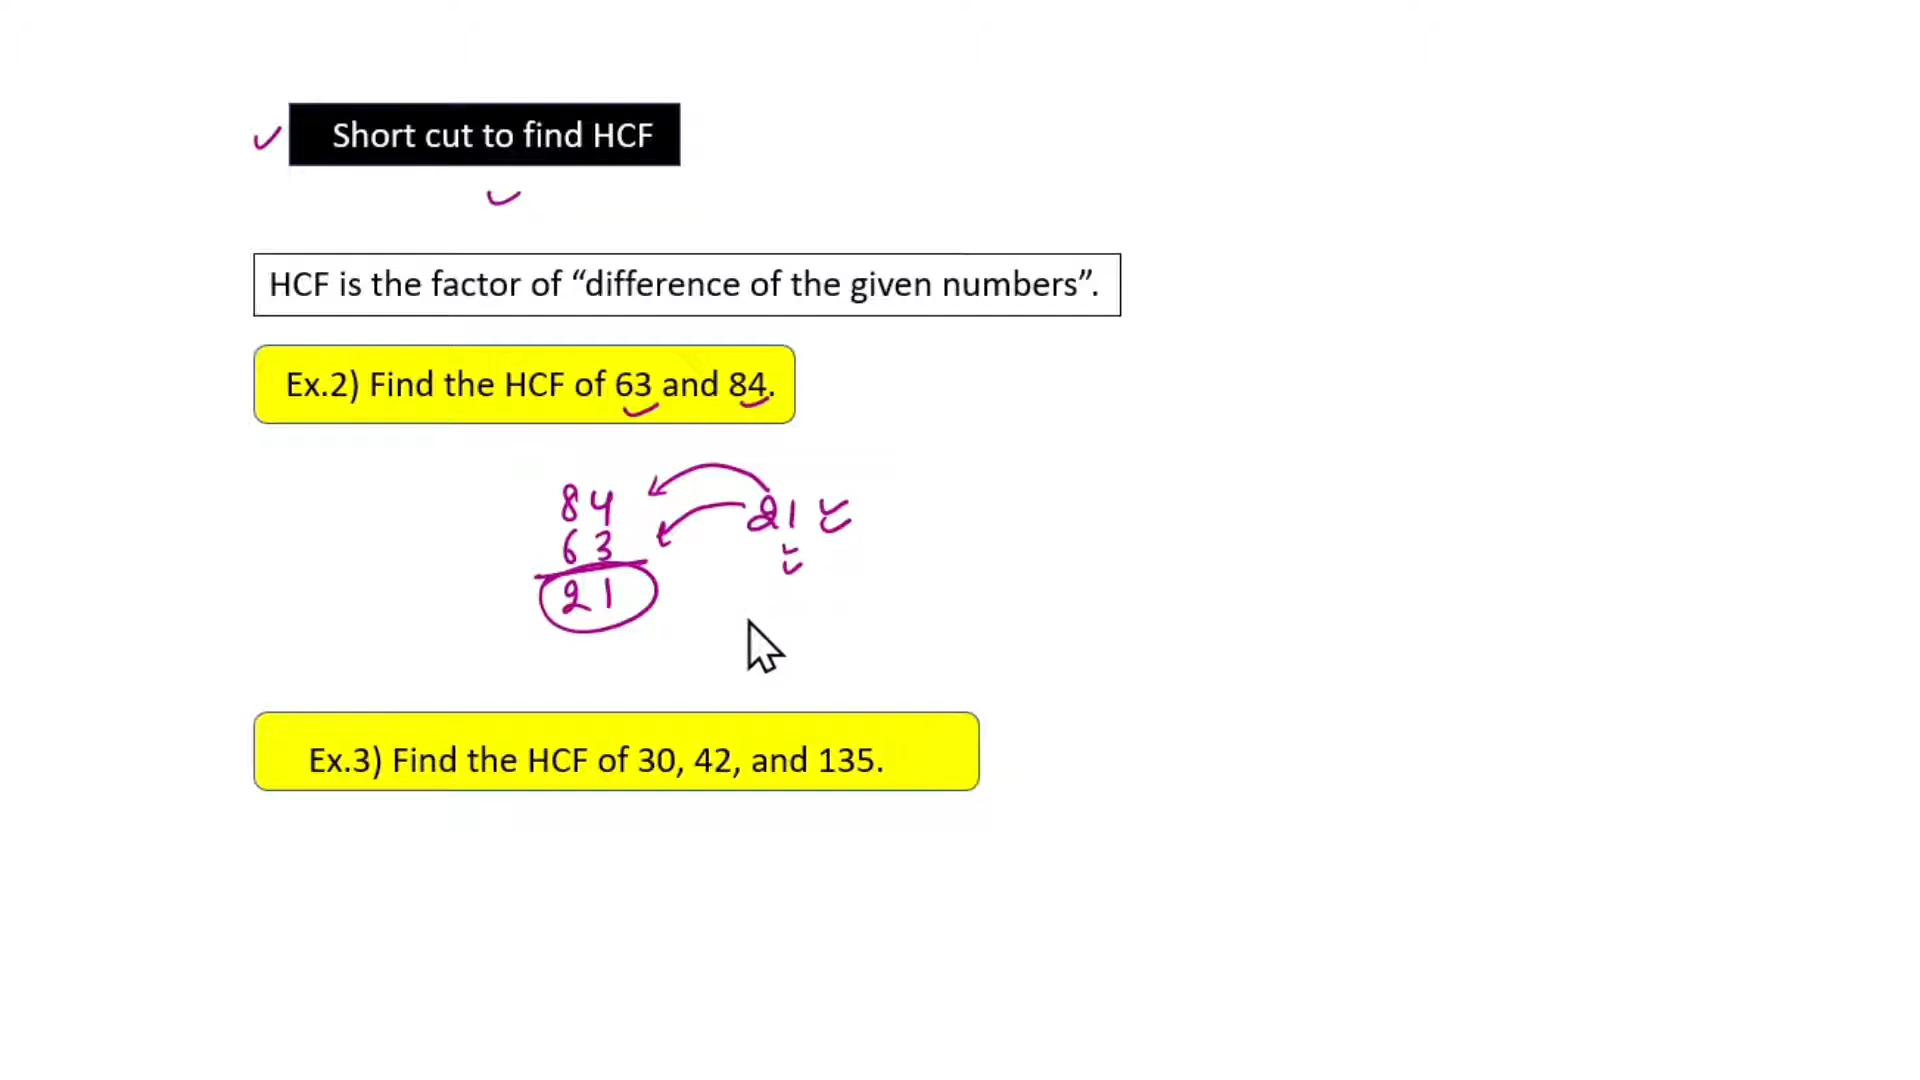 Short cut to find HCF
HCF is the factor of “difference of the given numbers”.
Ex.2) Find the HCF of 63 and 84.
84
63
21
21
Ex.3) Find the HCF of 30, 42, and 135.